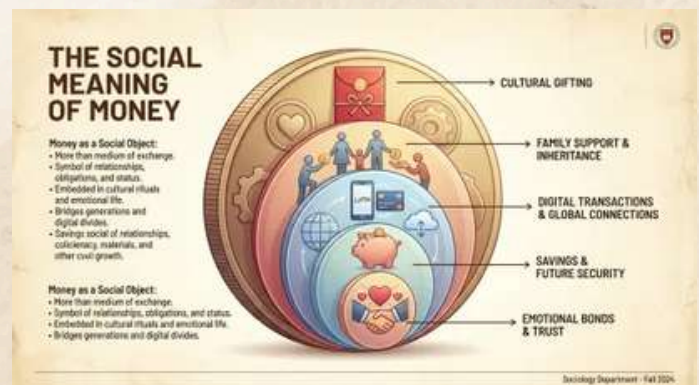 THE SOCIAL
MEANING
OF MONEY
Money as a Social Object:
• More than medium of exchange.
• Symbol of relationships,
obligations, and status.
• Embedded in cultural rituals
and emotional life.
• Bridges generations and
digital divides.
• Savings social of relationships,
materials, and
other civil growth.
Money as a Social Object:
• More than medium of exchange.
• Symbol of relationships, obligations, and status.
• Embedded in cultural rituals and emotional life.
• Bridges generations and digital divides.
CULTURAL GIFTING
FAMILY SUPPORT &
INHERITANCE
DIGITAL TRANSACTIONS
& GLOBAL CONNECTIONS
SAVINGS &
FUTURE SECURITY
EMOTIONAL BONDS
& TRUST
Sociology Department - Fall 2024